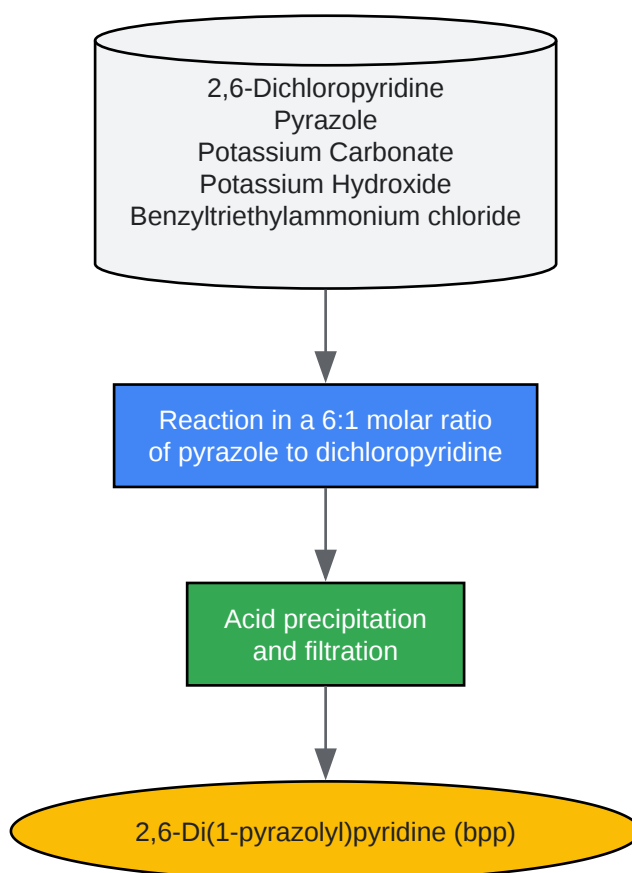 2,6-Dichloropyridine
Pyrazole
Potassium Carbonate
Potassium Hydroxide
Benzyltriethylammonium chloride
Reaction in a 6:1 molar ratio
of pyrazole to dichloropyridine
Acid precipitation
and filtration
2,6-Di(1-pyrazolyl)pyridine (bpp)